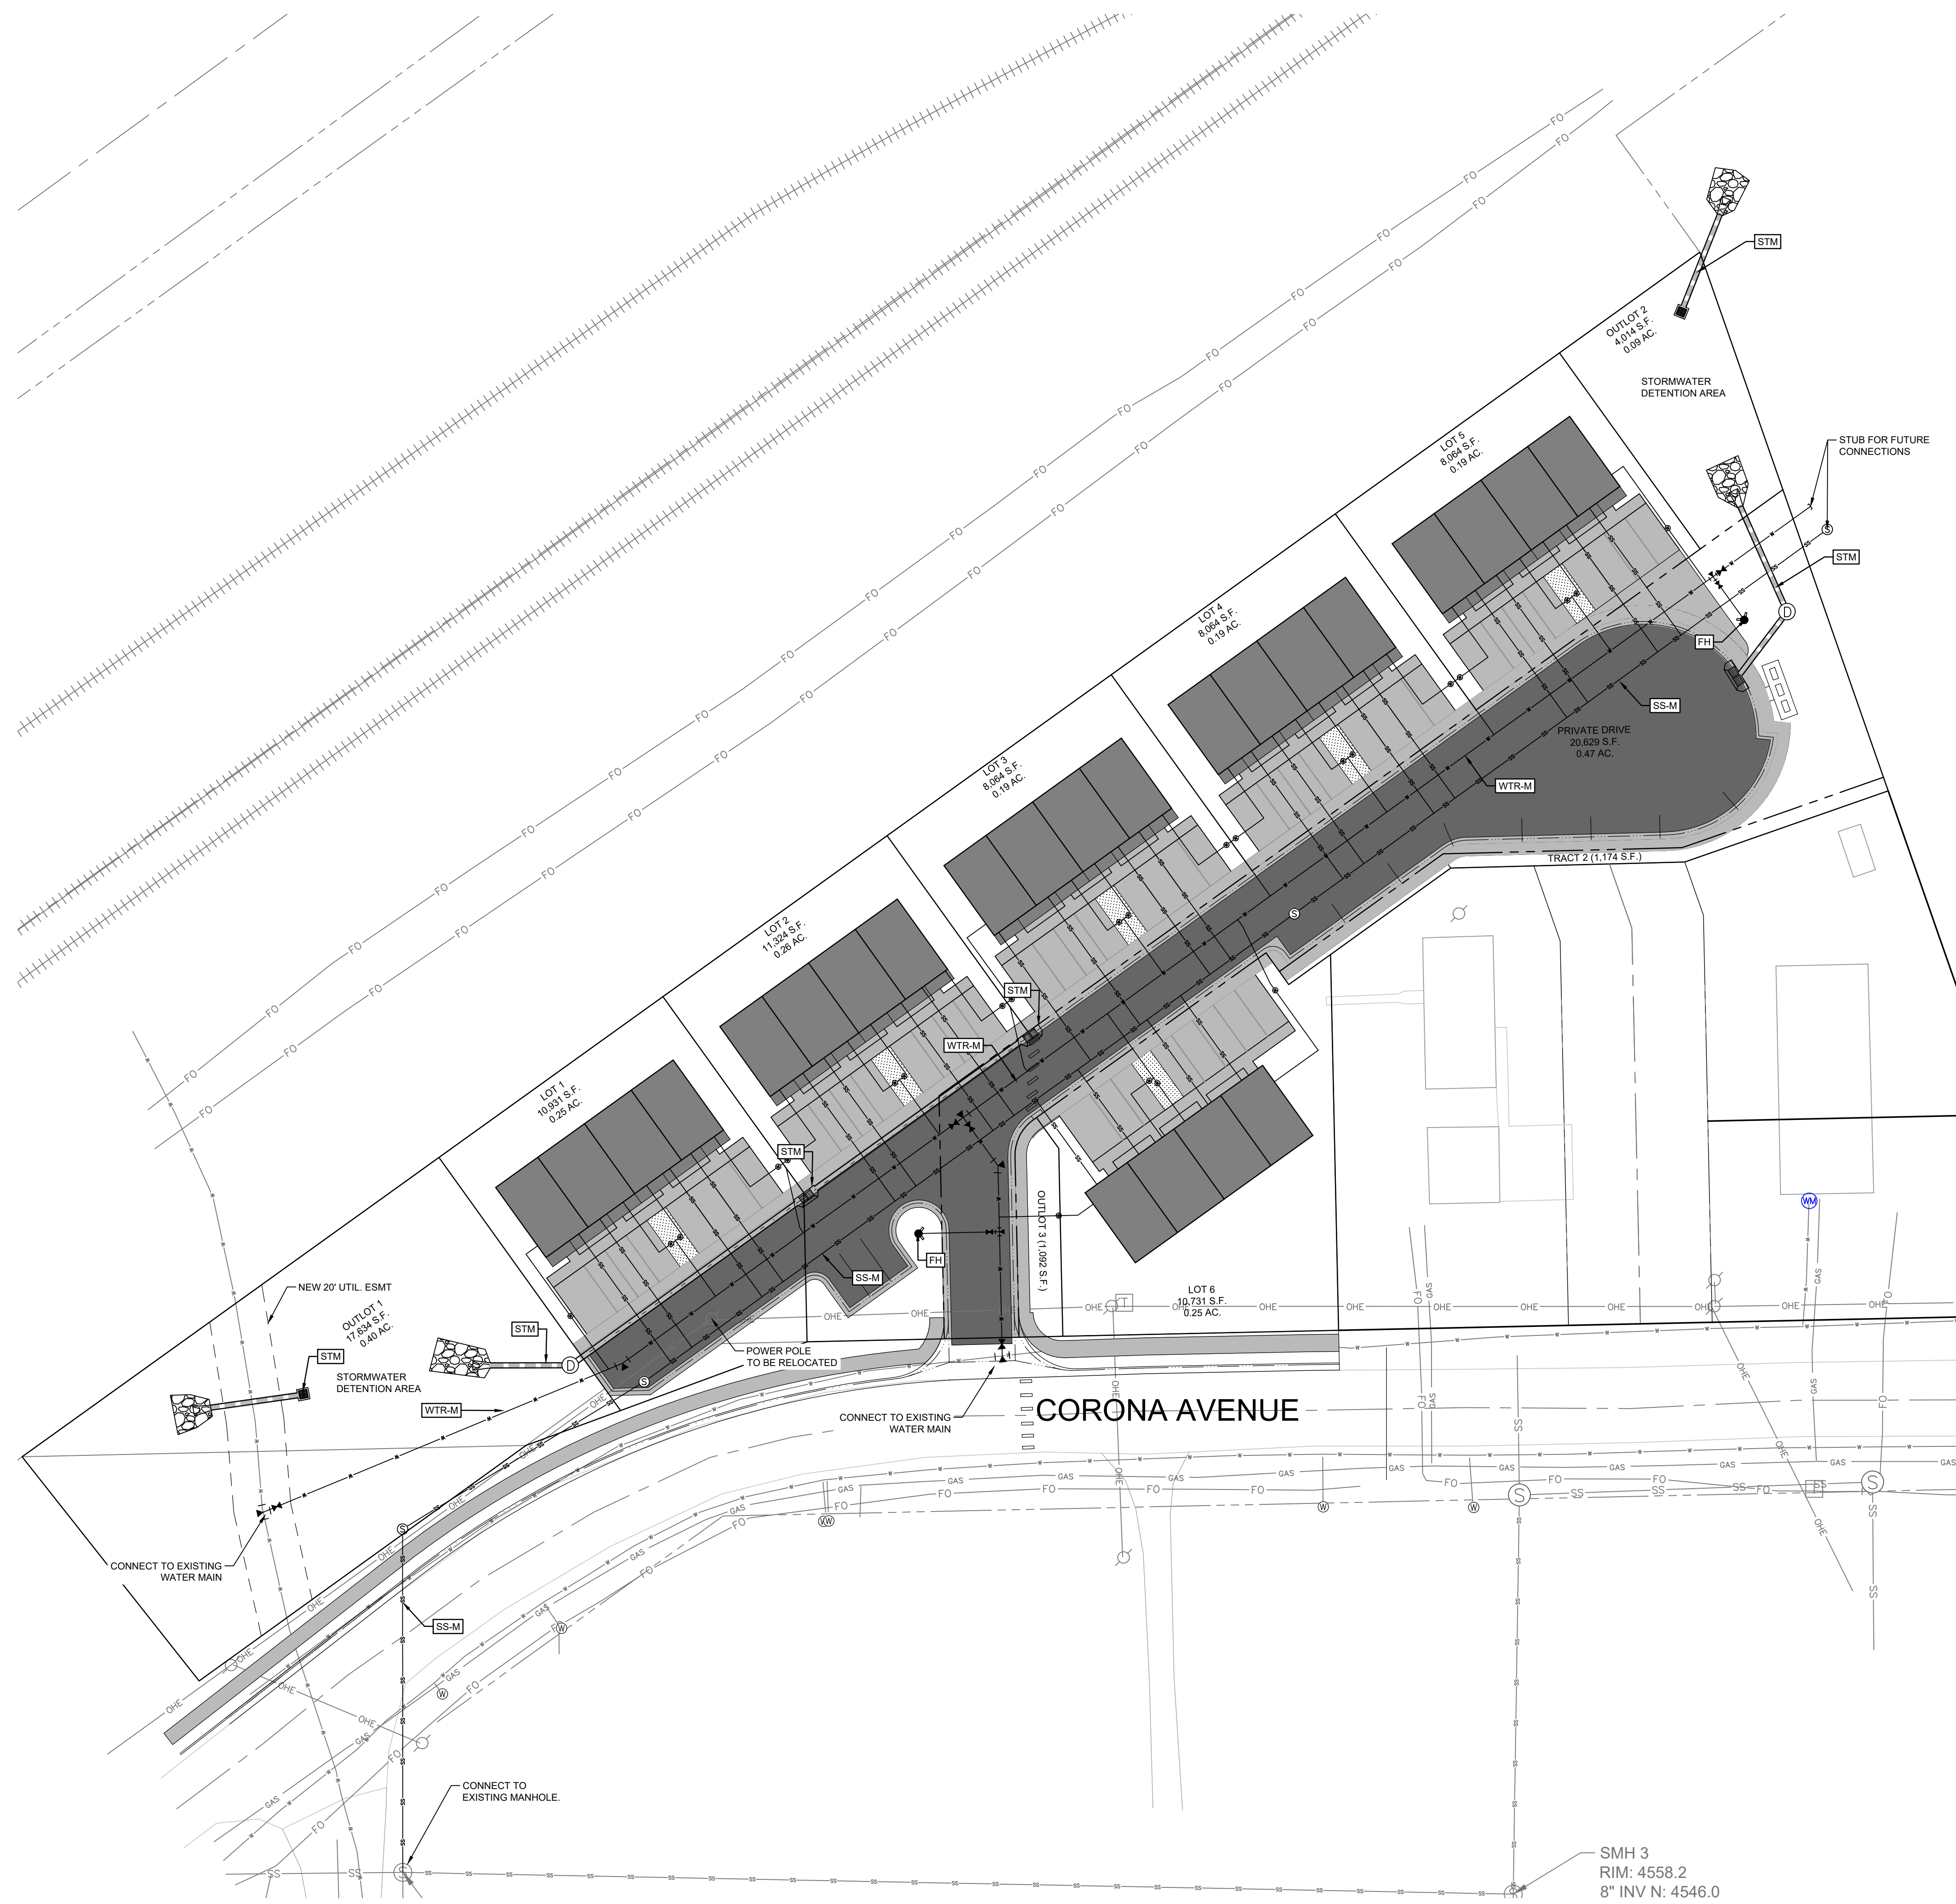 STM
OUTLOT 2
4,014 S.F.
0.09 AC.
STORMWATER
DETENTION AREA
STUB FOR FUTURE
CONNECTIONS
STM
FH
LOT 5
8,064 S.F.
0.19 AC.
LOT 4
8,064 S.F.
0.19 AC.
SS-M
PRIVATE DRIVE
20,629 S.F.
0.47 AC.
WTR-M
TRACT 2 (1,174 S.F.)
LOT 3
8,064 S.F.
0.19 AC.
LOT 2
11,324 S.F.
0.26 AC.
STM
WTR-M
LOT 1
10,931 S.F.
0.25 AC.
STM
OUTLOT 3 (1,092 S.F.)
WM
FH
SS-M
LOT 6
10,731 S.F.
0.25 AC.
NEW 20' UTIL. ESMT
OUTLOT 1
17,634 S.F.
0.40 AC.
STM
STM
STORMWATER
DETENTION AREA
POWER POLE
TO BE RELOCATED
WTR-M
CONNECT TO EXISTING
WATER MAIN
CORONA AVENUE
CONNECT TO EXISTING
WATER MAIN
SS-M
CONNECT TO
EXISTING MANHOLE.
SMH 3
RIM: 4558.2
8" INV N: 4546.0